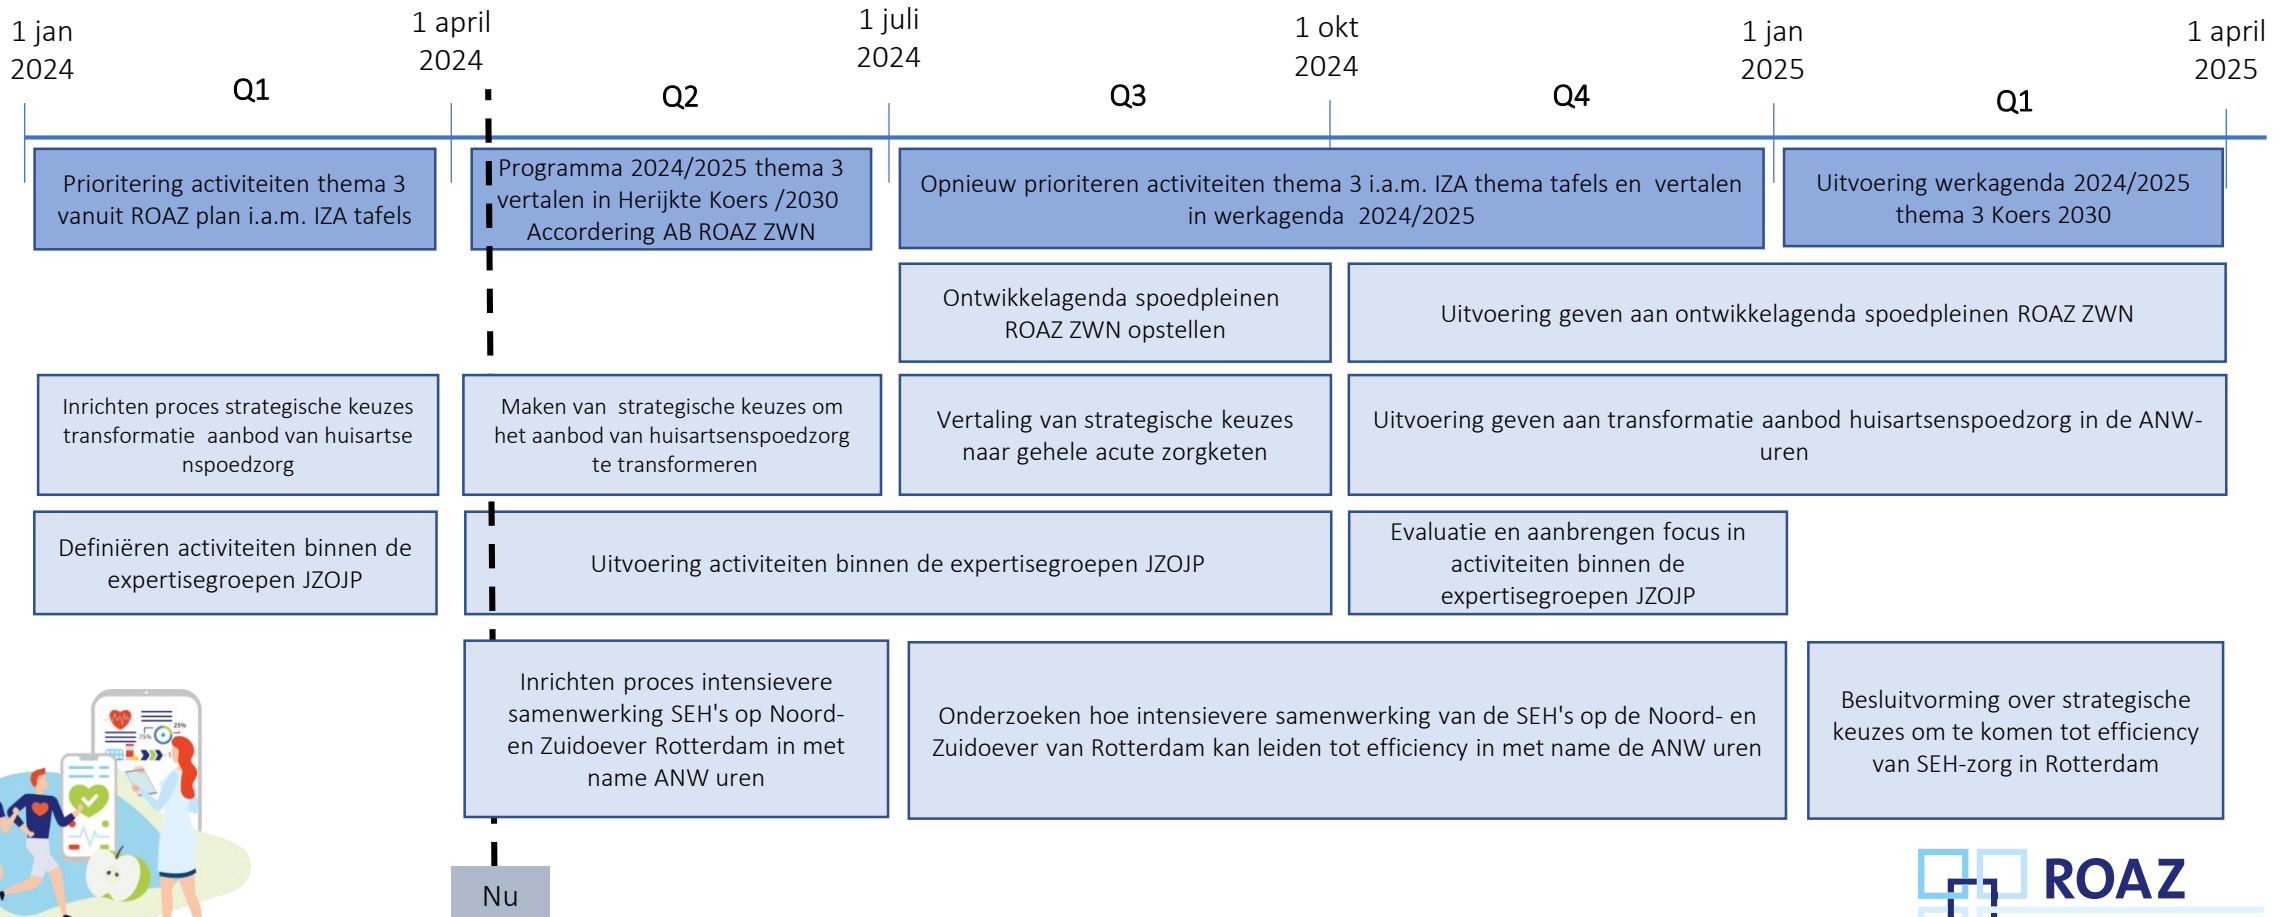 1 jan
2024
1 april
2024
1 juli
2024
1 okt
2024
1 jan
2025
1 april
2025
Q1
Q2
Q3
Q4
Q1
Prioritering activiteiten thema 3
vanuit ROAZ plan i.a.m. IZA tafels
Programma 2024/2025 thema 3
vertalen in Herijkte Koers /2030
Accordering AB ROAZ ZWN
Opnieuw prioriteren activiteiten thema 3 i.a.m. IZA thema tafels en vertalen
in werkagenda 2024/2025
Uitvoering werkagenda 2024/2025
thema 3 Koers 2030
Ontwikkelagenda spoedpleinen
ROAZ ZWN opstellen
Uitvoering geven aan ontwikkelagenda spoedpleinen ROAZ ZWN
Inrichten proces strategische keuzes
transformatie aanbod van huisartse
nspoedzorg
Maken van strategische keuzes om
het aanbod van huisartsenspoedzorg
te transformeren
Vertaling van strategische keuzes
naar gehele acute zorgketen
Uitvoering geven aan transformatie aanbod huisartsenspoedzorg in de ANW-
uren
Definiëren activiteiten binnen de
expertisegroepen JZOJP
Uitvoering activiteiten binnen de expertisegroepen JZOJP
Evaluatie en aanbrengen focus in
activiteiten binnen de
expertisegroepen JZOJP
Inrichten proces intensievere
samenwerking SEH's op Noord-
en Zuidoever Rotterdam in met
name ANW uren
Onderzoeken hoe intensievere samenwerking van de SEH's op de Noord- en
Zuidoever van Rotterdam kan leiden tot efficiency in met name de ANW uren
Besluitvorming over strategische
keuzes om te komen tot efficiency
van SEH-zorg in Rotterdam
25%
75%
Nu
ROAZ